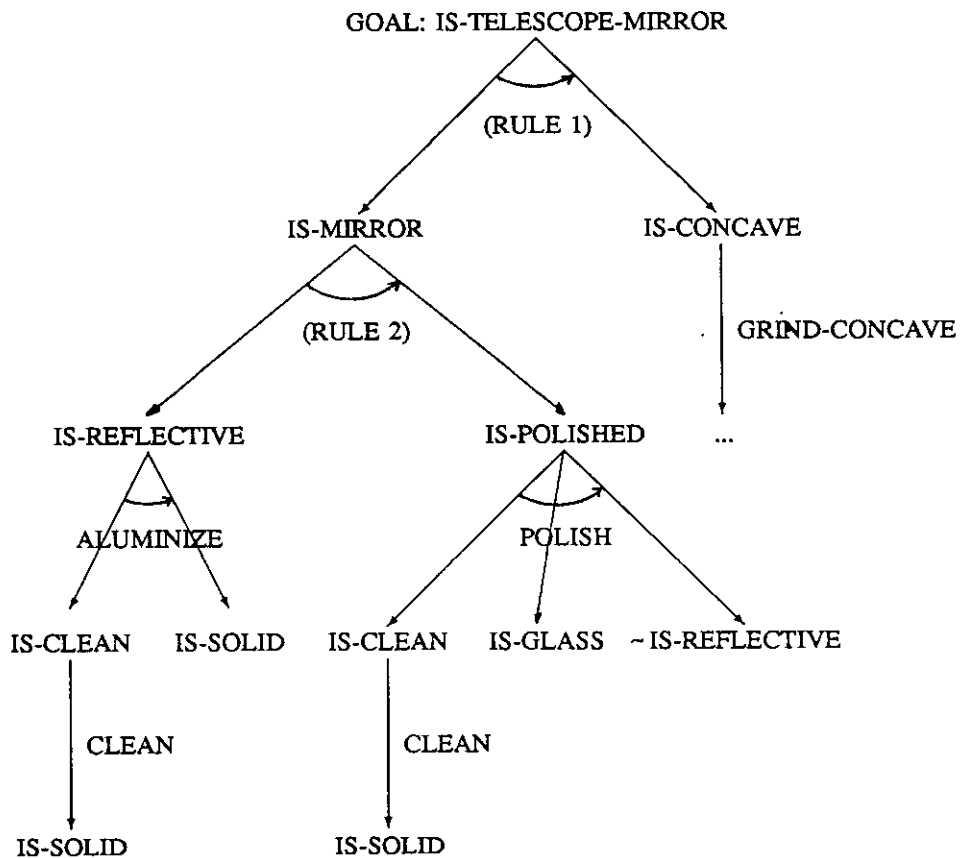 GOAL: IS-TELESCOPE-MIRROR
(RULE 1)
IS-MIRROR IS-CONCAVE
(RULE 2) GRIND-CONCAVE
IS-REFLECTIVE IS-POLISHED ...
ALUMINIZE POLISH
IS-CLEAN IS-SOLID IS-CLEAN IS-GLASS ~IS-REFLECTIVE
CLEAN CLEAN
IS-SOLID IS-SOLID